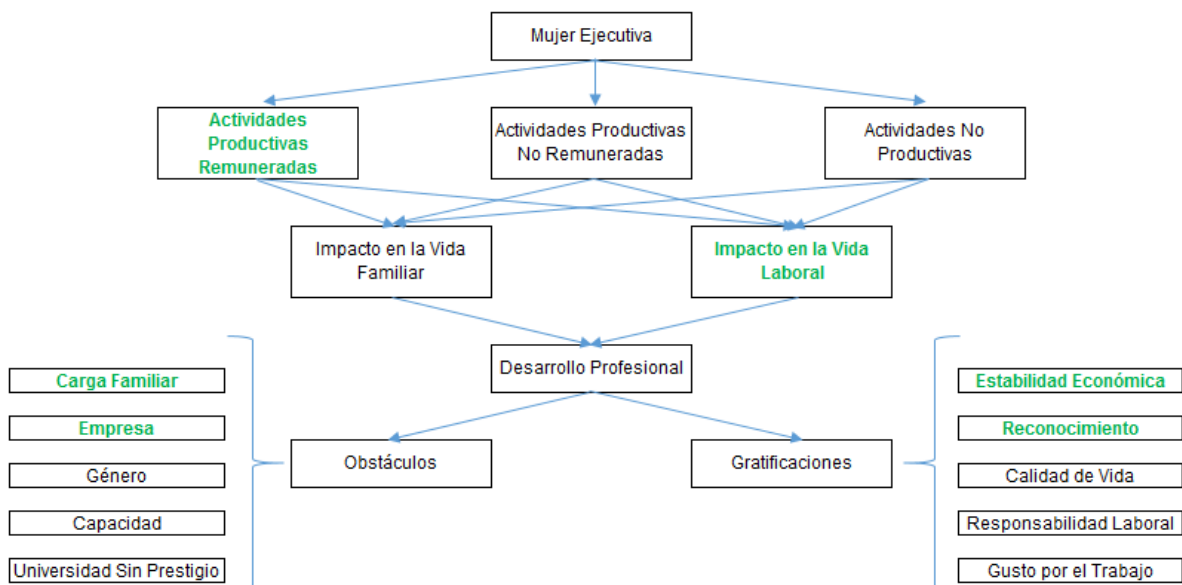 Mujer Ejecutiva
Actividades
Productivas
Remuneradas
Actividades Productivas
No Remuneradas
Actividades No
Productivas
Impacto en la Vida
Familiar
Impacto en la Vida
Laboral
Desarrollo Profesional
Obstáculos
Gratificaciones
Carga Familiar
Empresa
Género
Capacidad
Universidad Sin Prestigio
Estabilidad Económica
Reconocimiento
Calidad de Vida
Responsabilidad Laboral
Gusto por el Trabajo